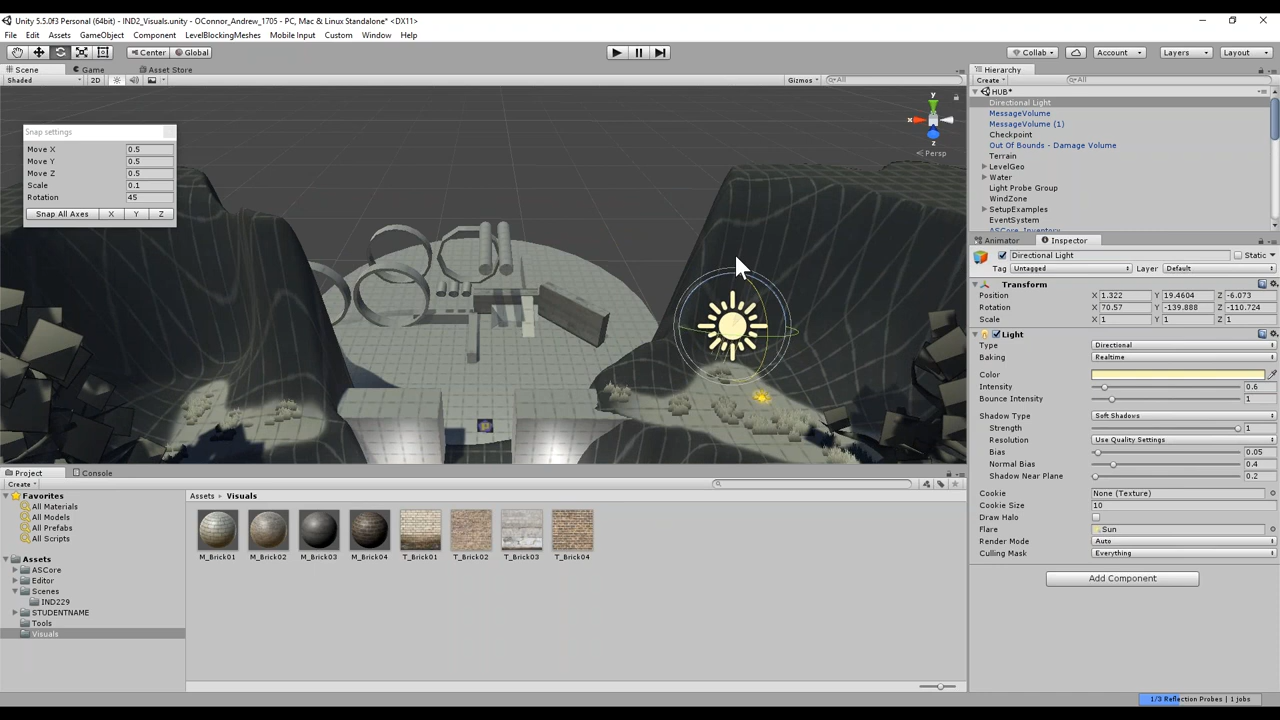 Unity 5.5.0f3 Personal (64bit) - IND2_Visuals.unity - OConnor_Andrew_1705 - PC, Mac & Linux Standalone* <DX11>
File Edit Assets GameObject Component LevelBlockingMeshes Mobile Input Custom Window Help
Center Global Collab Account Layers Layout
Scene Game Asset Store
Shaded 2D Gizmos All
Snap settings
Move X 0.5
Move Y 0.5
Move Z 0.5
Scale 0.1
Rotation 45
Snap All Axes X Y Z
y
x
z
Persp
Hierarchy
Create All
HUB*
Directional Light
MessageVolume
MessageVolume (1)
Checkpoint
Out Of Bounds - Damage Volume
Terrain
LevelGeo
Water
Light Probe Group
WindZone
SetupExamples
EventSystem
ASCore_Inventory
Animator Inspector
Directional Light Static
Tag Untagged Layer Default
Transform
Position X 1.322 Y 19.4604 Z -6.073
Rotation X 70.57 Y -139.888 Z -110.724
Scale X 1 Y 1 Z 1
Light
Type Directional
Baking Realtime
Color
Intensity 0.6
Bounce Intensity 1
Shadow Type Soft Shadows
Strength 1
Resolution Use Quality Settings
Bias 0.05
Normal Bias 0.4
Shadow Near Plane 0.2
Cookie None (Texture)
Cookie Size 10
Draw Halo
Flare Sun
Render Mode Auto
Culling Mask Everything
Add Component
Project Console
Create
Favorites
All Materials
All Models
All Prefabs
All Scripts
Assets
ASCore
Editor
Scenes
IND229
STUDENTNAME
Tools
Visuals
Assets Visuals
M_Brick01 M_Brick02 M_Brick03 M_Brick04 T_Brick01 T_Brick02 T_Brick03 T_Brick04
1/3 Reflection Probes | 1 jobs